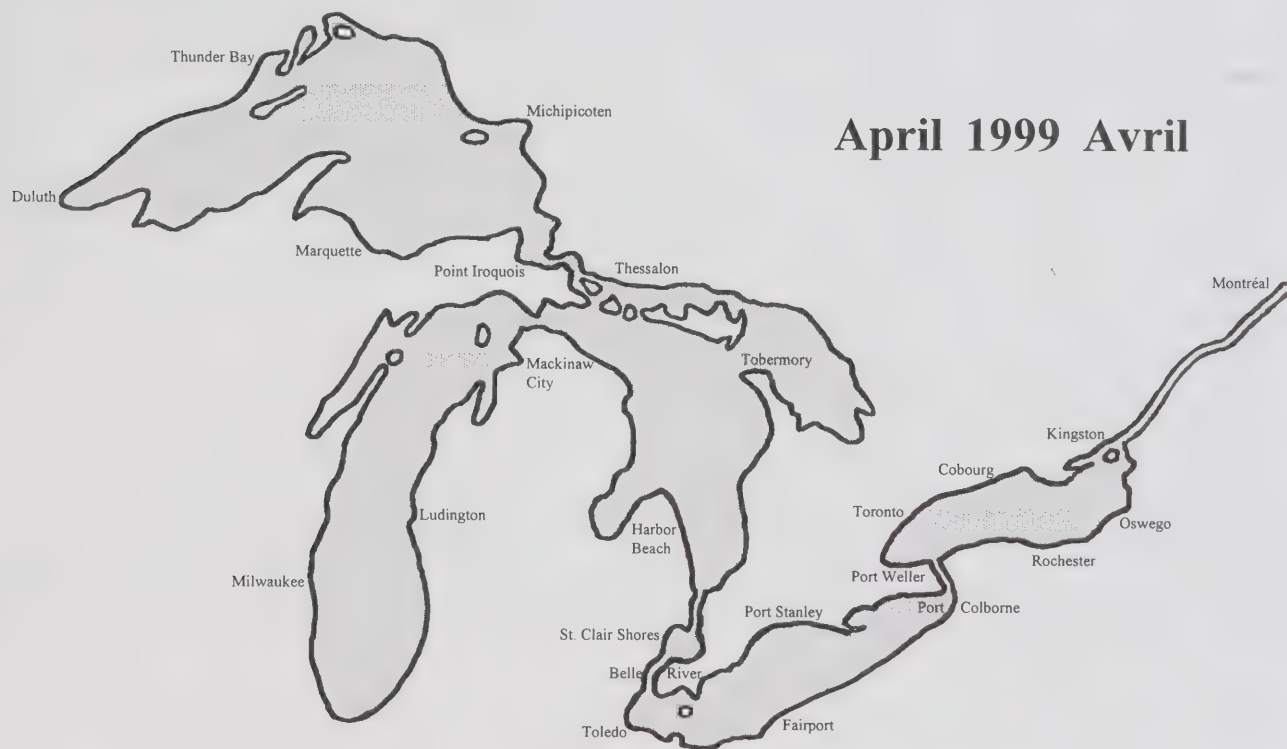 Thunder Bay
Michipicoten
April 1999 Avril
Duluth
Marquette
Point Iroquois
Thessalon
Montréal
Mackinaw
City
Tobermory
Kingston
Cobourg
Ludington
Toronto
Oswego
Harbor
Beach
Rochester
Milwaukee
Port Weller
Port Stanley
Port Colborne
St. Clair Shores
Belle River
Toledo
Fairport